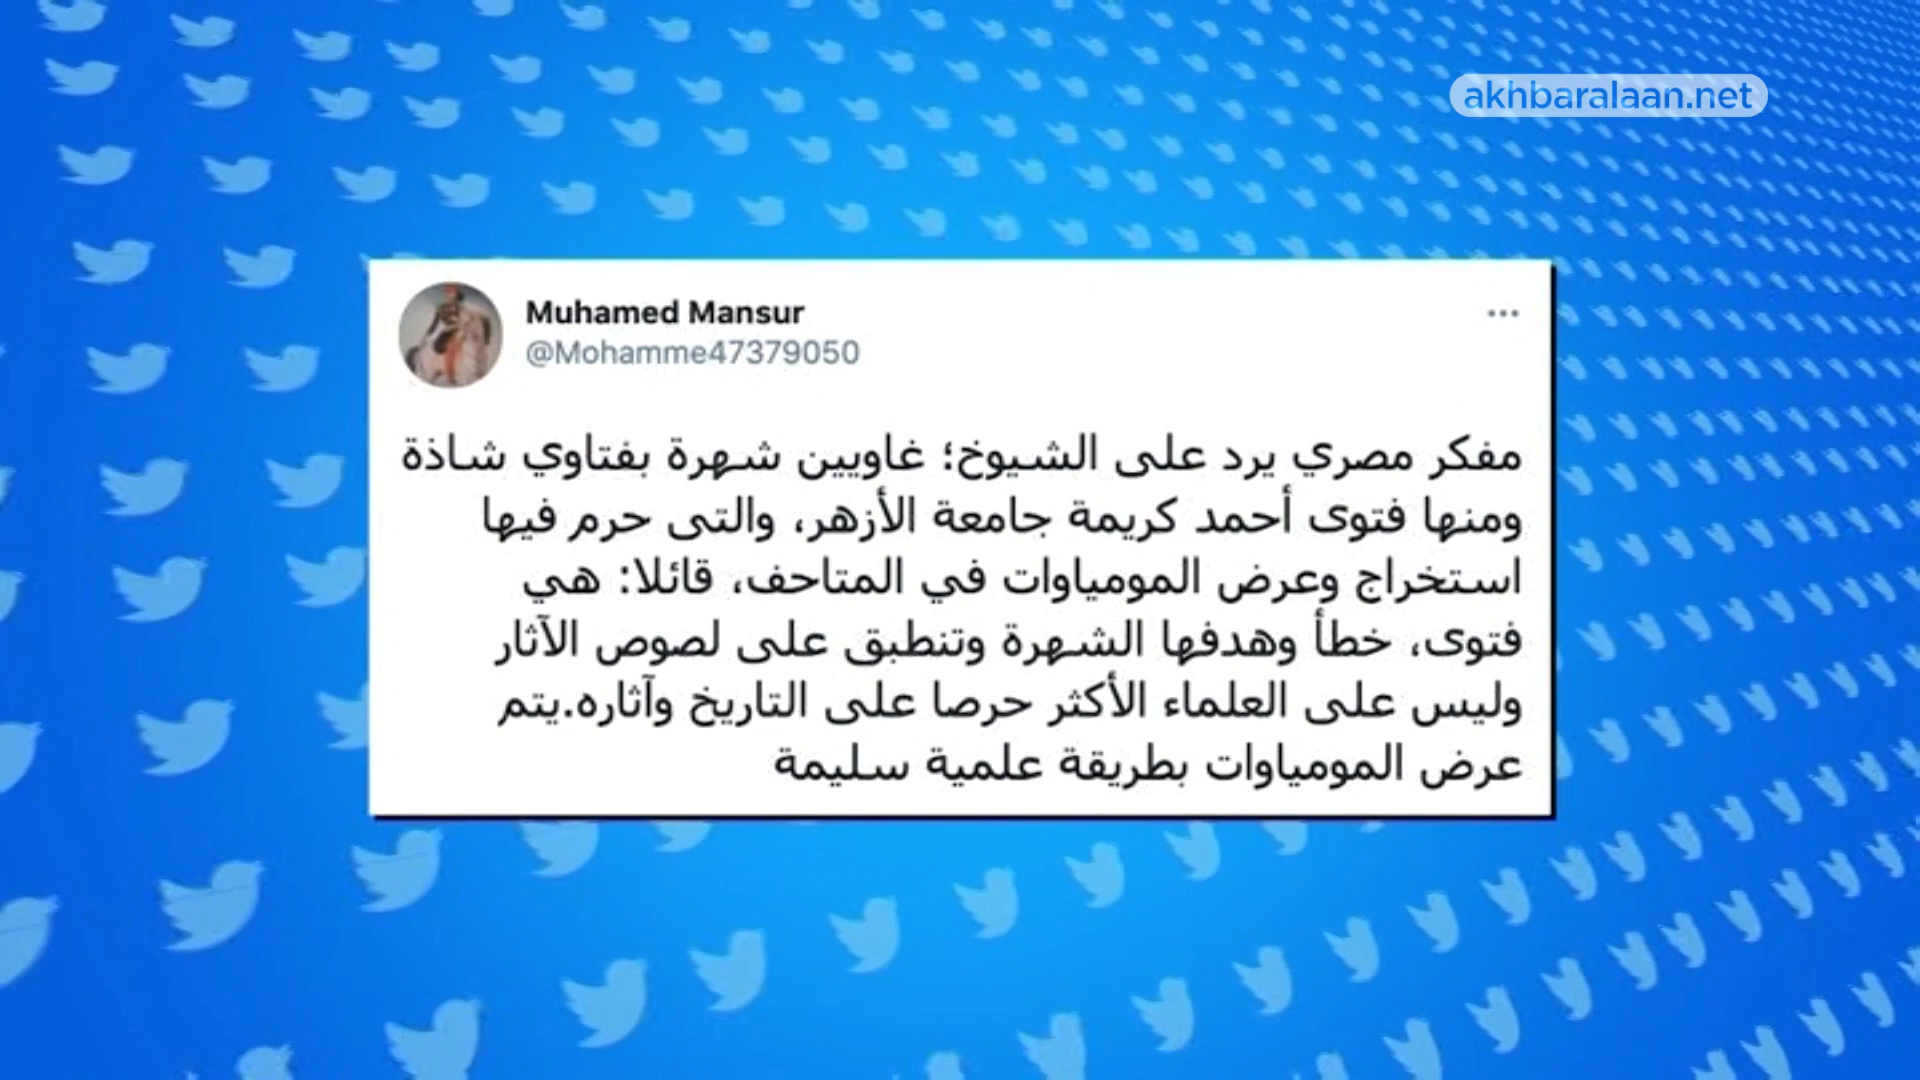 akhbaralaan.net
Muhamed Mansur
@Mohamme47379050
مفكر مصري يرد على الشيوخ؛ غاويين شهرة بفتاوي شاذة
ومنها فتوى أحمد كريمة جامعة الأزهر، والتى حرم فيها
استخراج وعرض المومياوات في المتاحف، قائلا: هي
فتوى، خطأ وهدفها الشهرة وتنطبق على لصوص الآثار
وليس على العلماء الأكثر حرصا على التاريخ وآثاره.يتم
عرض المومياوات بطريقة علمية سليمة